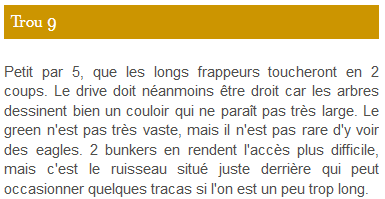 Trou 9
Petit par 5, que les longs frappeurs toucheront en 2
coups. Le drive doit néanmoins être droit car les arbres
dessinent bien un couloir qui ne paraît pas très large. Le
green n'est pas très vaste, mais il n'est pas rare d'y voir
des eagles. 2 bunkers en rendent l'accès plus difficile,
mais c'est le ruisseau situé juste derrière qui peut
occasionner quelques tracas si l'on est un peu trop long.